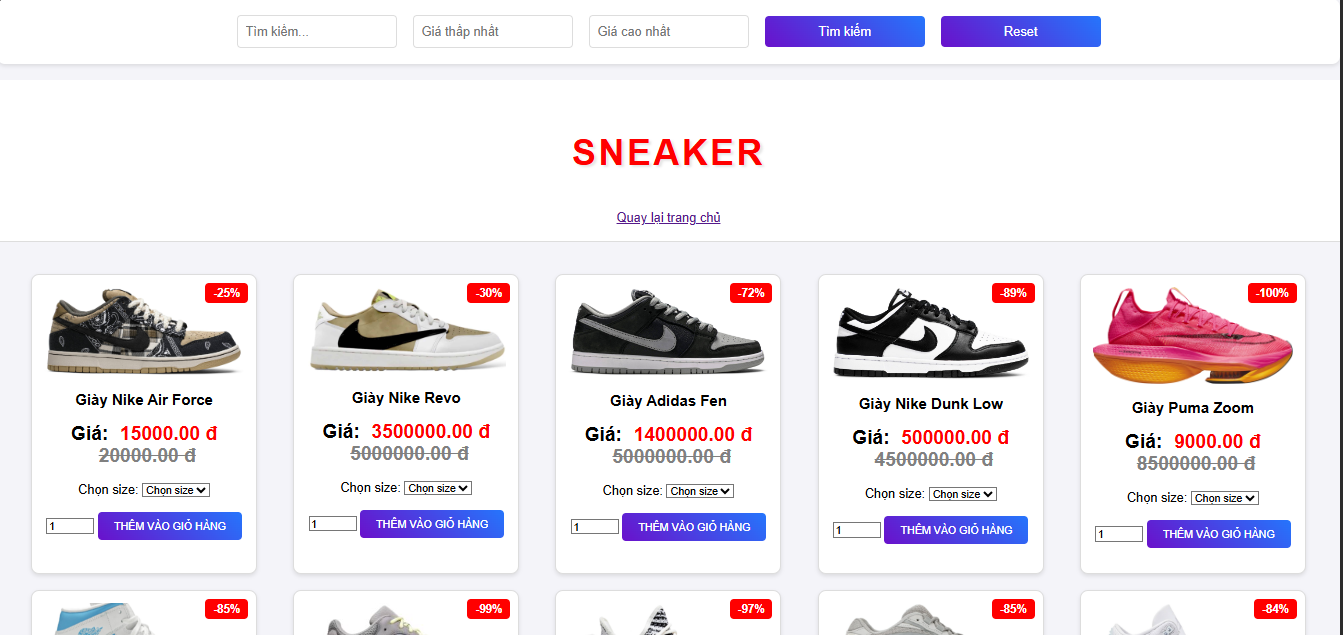 Tìm kiếm... Giá thấp nhất Giá cao nhất Tìm kiếm Reset
SNEAKER
Quay lại trang chủ
-25%
Giày Nike Air Force
Giá: 15000.00 đ
20000.00 đ
Chọn size: Chọn size
1 THÊM VÀO GIỎ HÀNG
-30%
Giày Nike Revo
Giá: 3500000.00 đ
5000000.00 đ
Chọn size: Chọn size
1 THÊM VÀO GIỎ HÀNG
-72%
Giày Adidas Fen
Giá: 1400000.00 đ
5000000.00 đ
Chọn size: Chọn size
1 THÊM VÀO GIỎ HÀNG
-89%
Giày Nike Dunk Low
Giá: 500000.00 đ
4500000.00 đ
Chọn size: Chọn size
1 THÊM VÀO GIỎ HÀNG
-100%
Giày Puma Zoom
Giá: 9000.00 đ
8500000.00 đ
Chọn size: Chọn size
1 THÊM VÀO GIỎ HÀNG
-85%
-99%
-97%
-85%
-84%